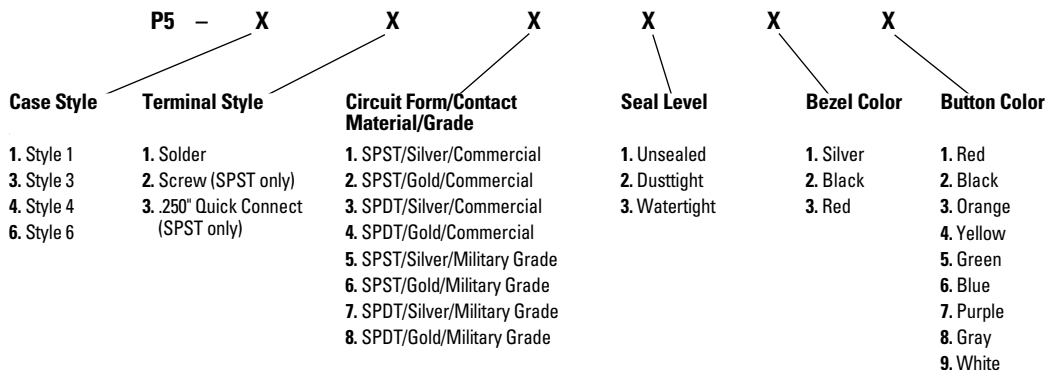 P5 – X X X X X X
Case Style
1. Style 1
3. Style 3
4. Style 4
6. Style 6
Terminal Style
1. Solder
2. Screw (SPST only)
3. .250" Quick Connect
(SPST only)
Circuit Form/Contact
Material/Grade
1. SPST/Silver/Commercial
2. SPST/Gold/Commercial
3. SPDT/Silver/Commercial
4. SPDT/Gold/Commercial
5. SPST/Silver/Military Grade
6. SPST/Gold/Military Grade
7. SPDT/Silver/Military Grade
8. SPDT/Gold/Military Grade
Seal Level
1. Unsealed
2. Dusttight
3. Watertight
Bezel Color
1. Silver
2. Black
3. Red
Button Color
1. Red
2. Black
3. Orange
4. Yellow
5. Green
6. Blue
7. Purple
8. Gray
9. White